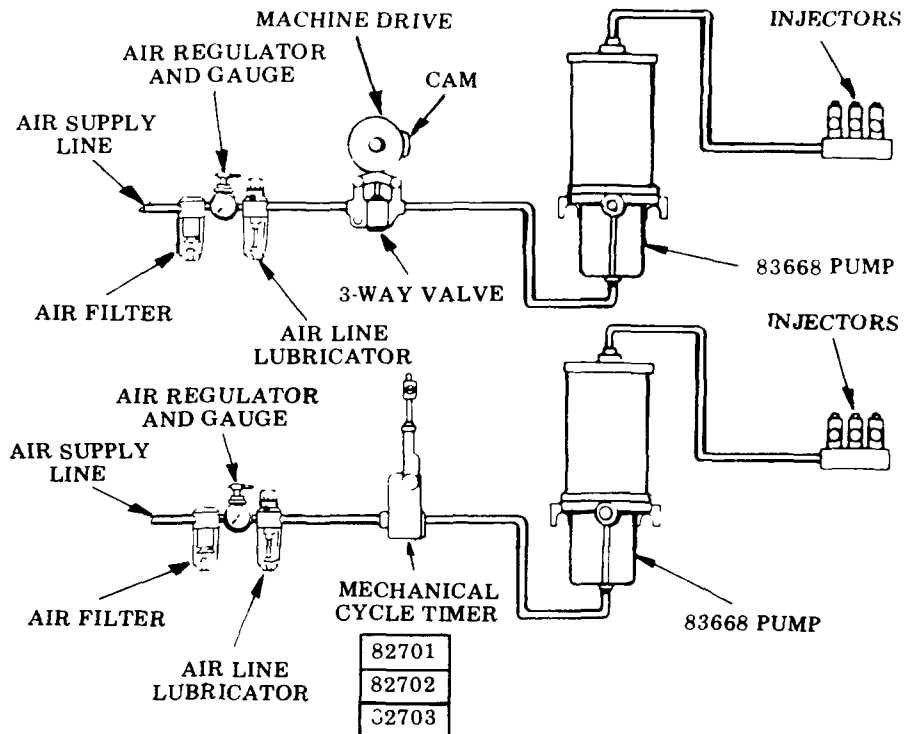 MACHINE DRIVE
INJECTORS
AIR REGULATOR
AND GAUGE
CAM
AIR SUPPLY
LINE
83668 PUMP
3-WAY VALVE
AIR FILTER
AIR LINE
LUBRICATOR
INJECTORS
AIR REGULATOR
AND GAUGE
AIR SUPPLY
LINE
MECHANICAL
CYCLE TIMER
AIR FILTER
83668 PUMP
AIR LINE
LUBRICATOR
82701
82702
82703